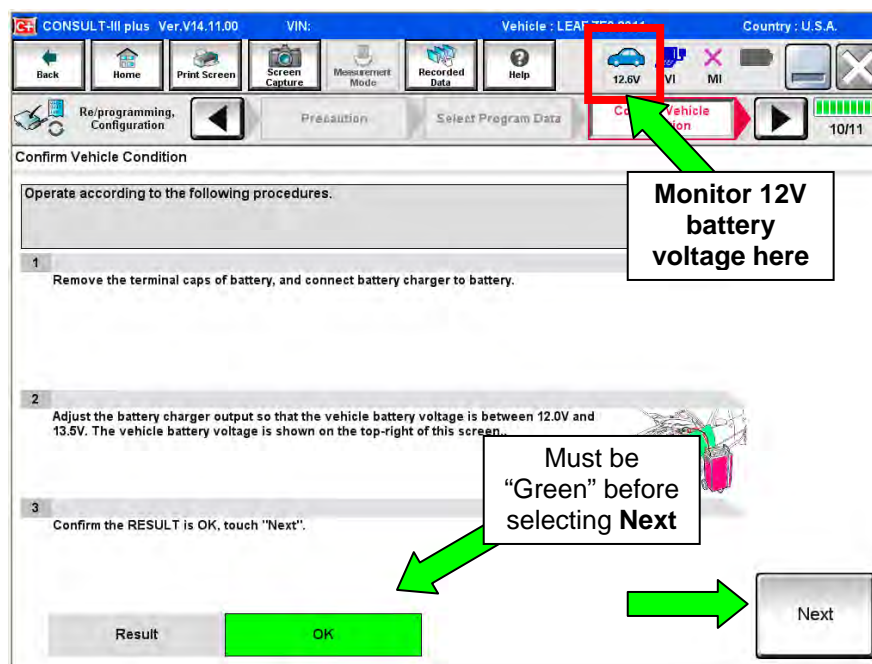 CONSULT-III plus Ver.V14.11.00 VIN: Vehicle : LEAF Country : U.S.A.
Back Home Print Screen Screen Capture Measurement Mode Recorded Data Help 12.6V VI MI
Re/programming, Configuration Precaution Select Program Data Vehicle 10/11
Confirm Vehicle Condition
Operate according to the following procedures.
Monitor 12V
battery
voltage here
1
Remove the terminal caps of battery, and connect battery charger to battery.
2
Adjust the battery charger output so that the vehicle battery voltage is between 12.0V and
13.5V. The vehicle battery voltage is shown on the top-right of this screen..
Must be
“Green” before
selecting Next
3
Confirm the RESULT is OK, touch "Next".
Result OK
Next